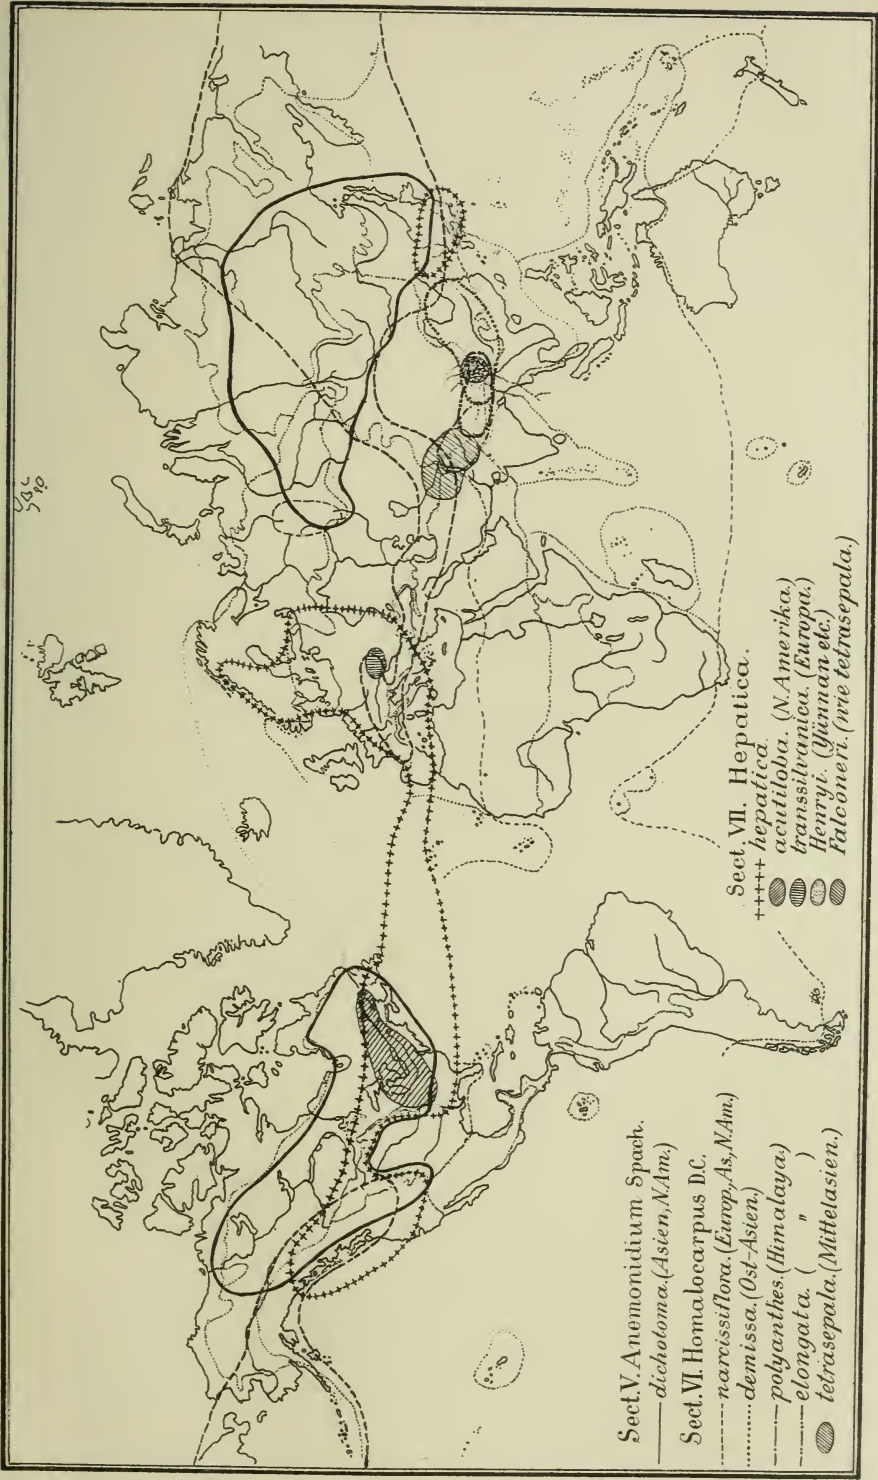 Sect.V. Anemonidium Spach.
dichotoma. (Asien, N.Am.)
Sect.VI. Homalocarpus D.C.
narcissiflora. (Europ., As., N.Am.)
demissa. (Ost-Asien.)
polyanthes. (Himalaya.)
elongata. ( „ )
tetrasepala. (Mittelasien.)
Sect. VII. Hepatica.
hepatica
acutiloba. (N.Amerika.)
transsilvanica. (Europa.)
Henryi. (Yünnan etc.)
Falconeri. (wie tetrasepala.)